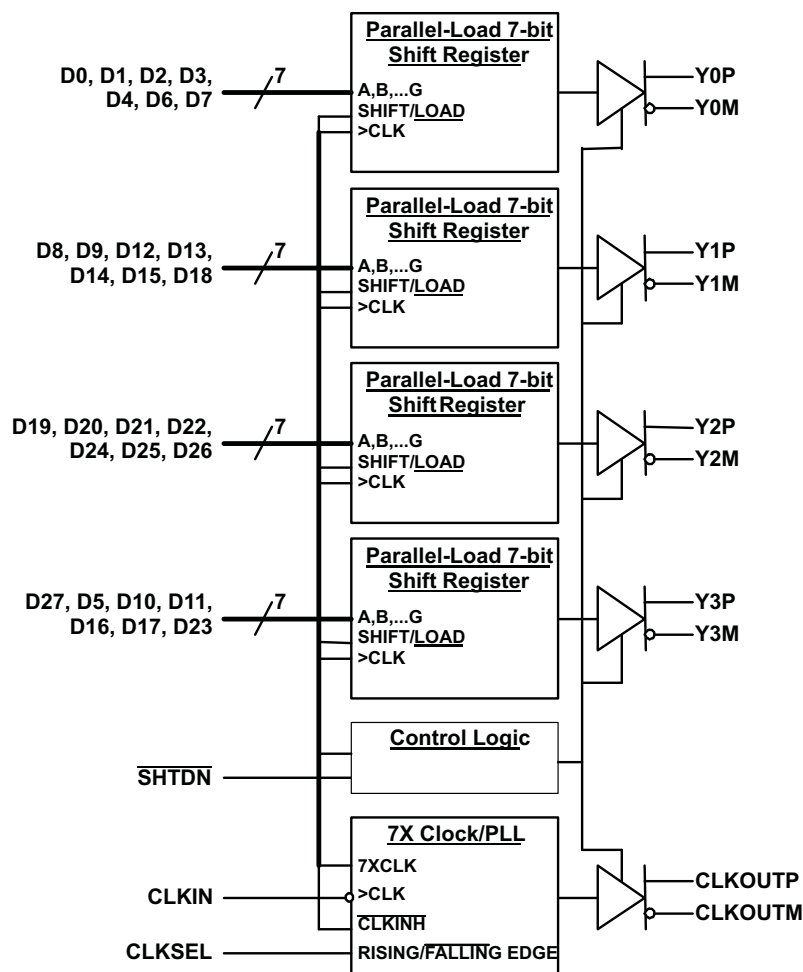 Parallel-Load 7-bit
Shift Register
D0, D1, D2, D3,
D4, D6, D7
7
A,B,...G
SHIFT/LOAD
>CLK
Y0P
Y0M
Parallel-Load 7-bit
Shift Register
D8, D9, D12, D13,
D14, D15, D18
7
A,B,...G
SHIFT/LOAD
>CLK
Y1P
Y1M
Parallel-Load 7-bit
Shift Register
D19, D20, D21, D22,
D24, D25, D26
7
A,B,...G
SHIFT/LOAD
>CLK
Y2P
Y2M
Parallel-Load 7-bit
Shift Register
D27, D5, D10, D11,
D16, D17, D23
7
A,B,...G
SHIFT/LOAD
>CLK
Y3P
Y3M
Control Logic
SHTDN
7X Clock/PLL
7XCLK
CLKIN
>CLK
CLKINH
CLKSEL
RISING/FALLING EDGE
CLKOUTP
CLKOUTM